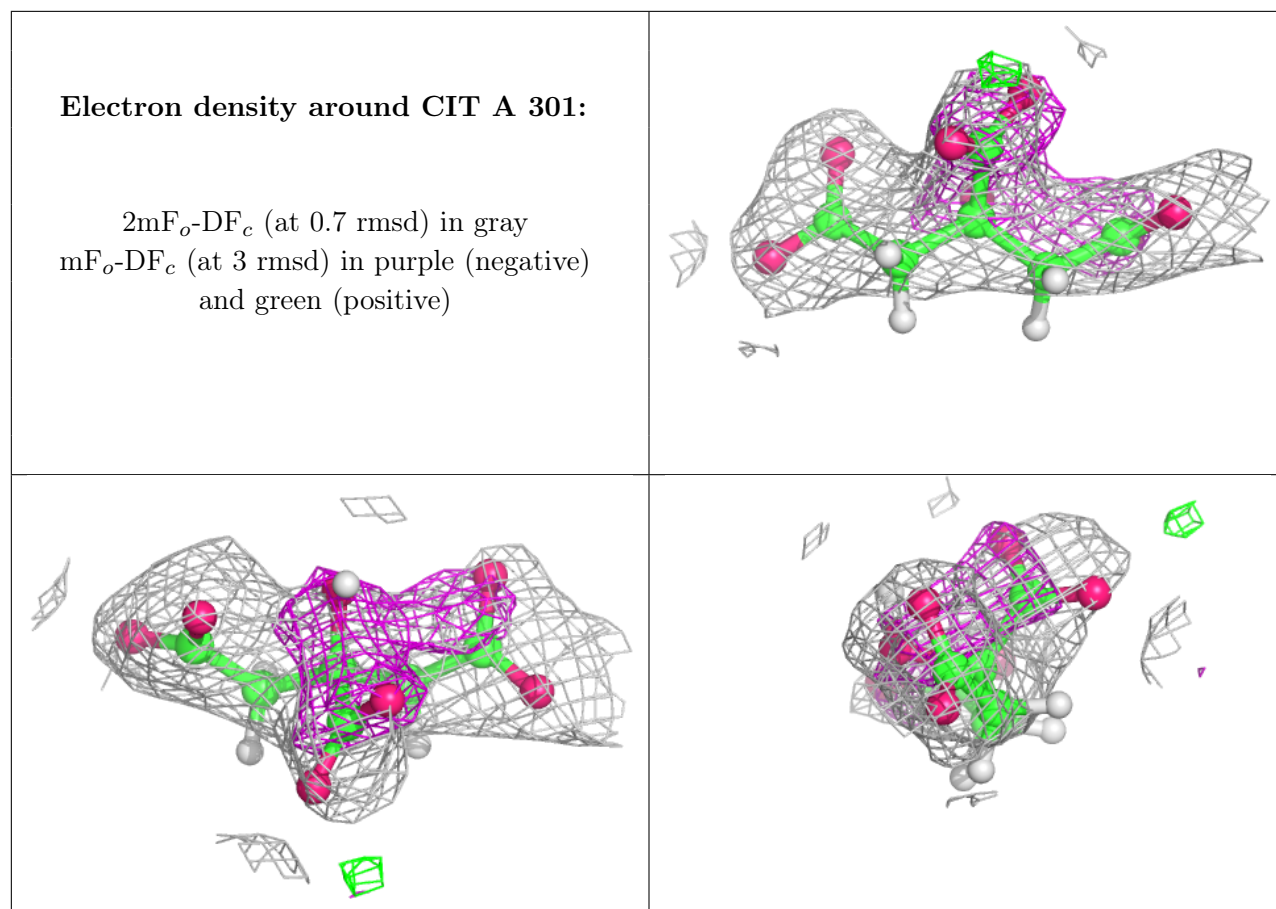 Electron density around CIT A 301:
2mFo-DFc (at 0.7 rmsd) in gray
mFo-DFc (at 3 rmsd) in purple (negative)
and green (positive)